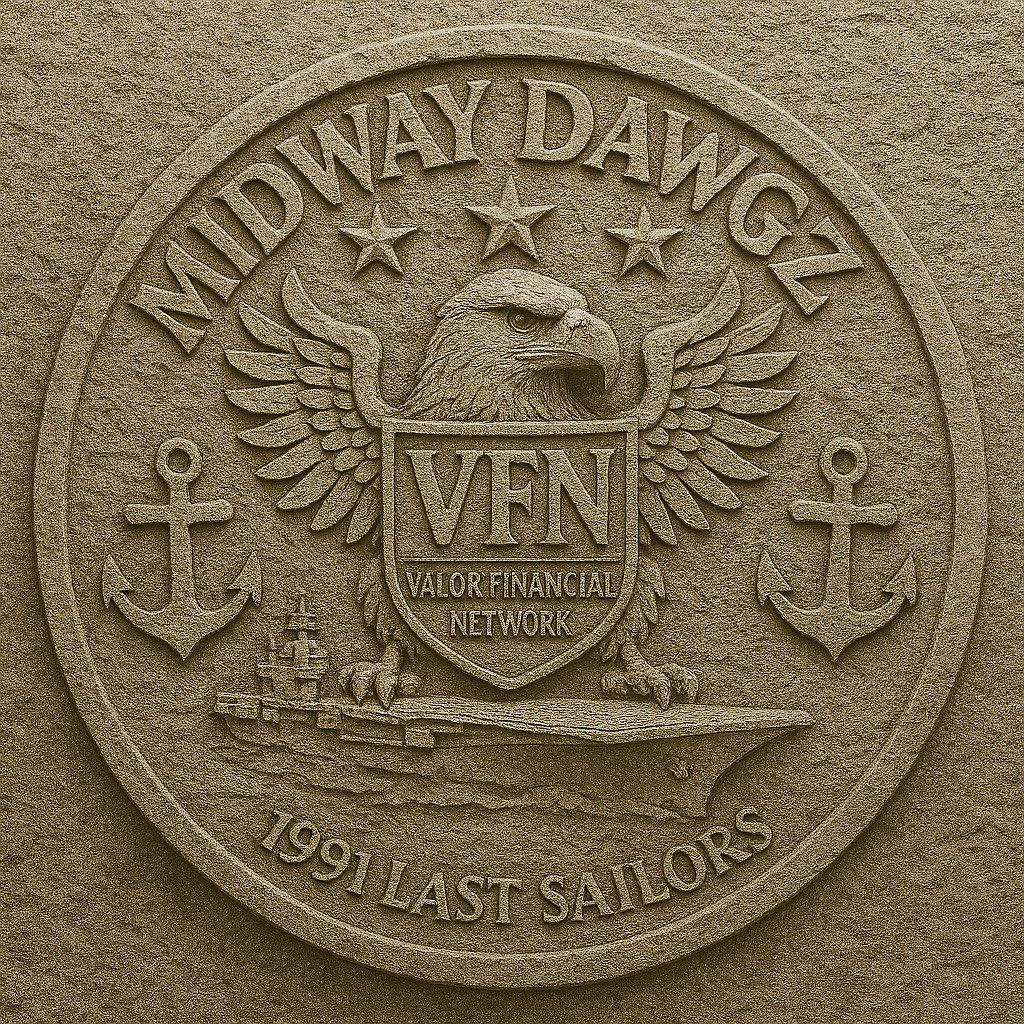 MIDWAY DAWGZ
VFN
VALOR FINANCIAL
NETWORK
1991 LAST SAILORS